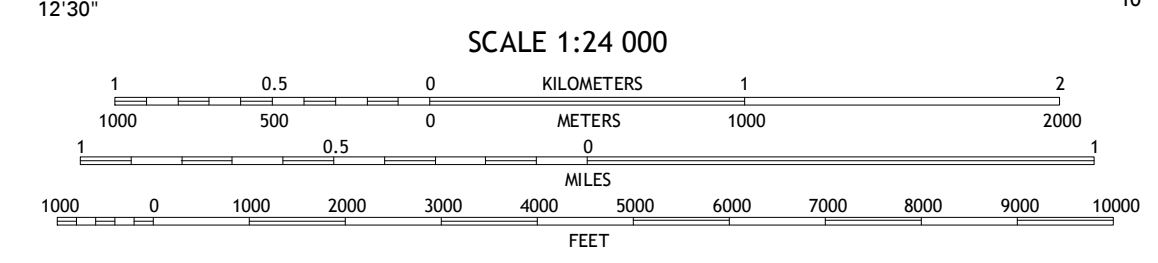 12'30"
10'
SCALE 1:24 000
1 0.5 0 KILOMETERS 1 2
1000 500 0 METERS 1000 2000
1 0.5 0 1
MILES
1000 0 1000 2000 3000 4000 5000 6000 7000 8000 9000 10000
FEET